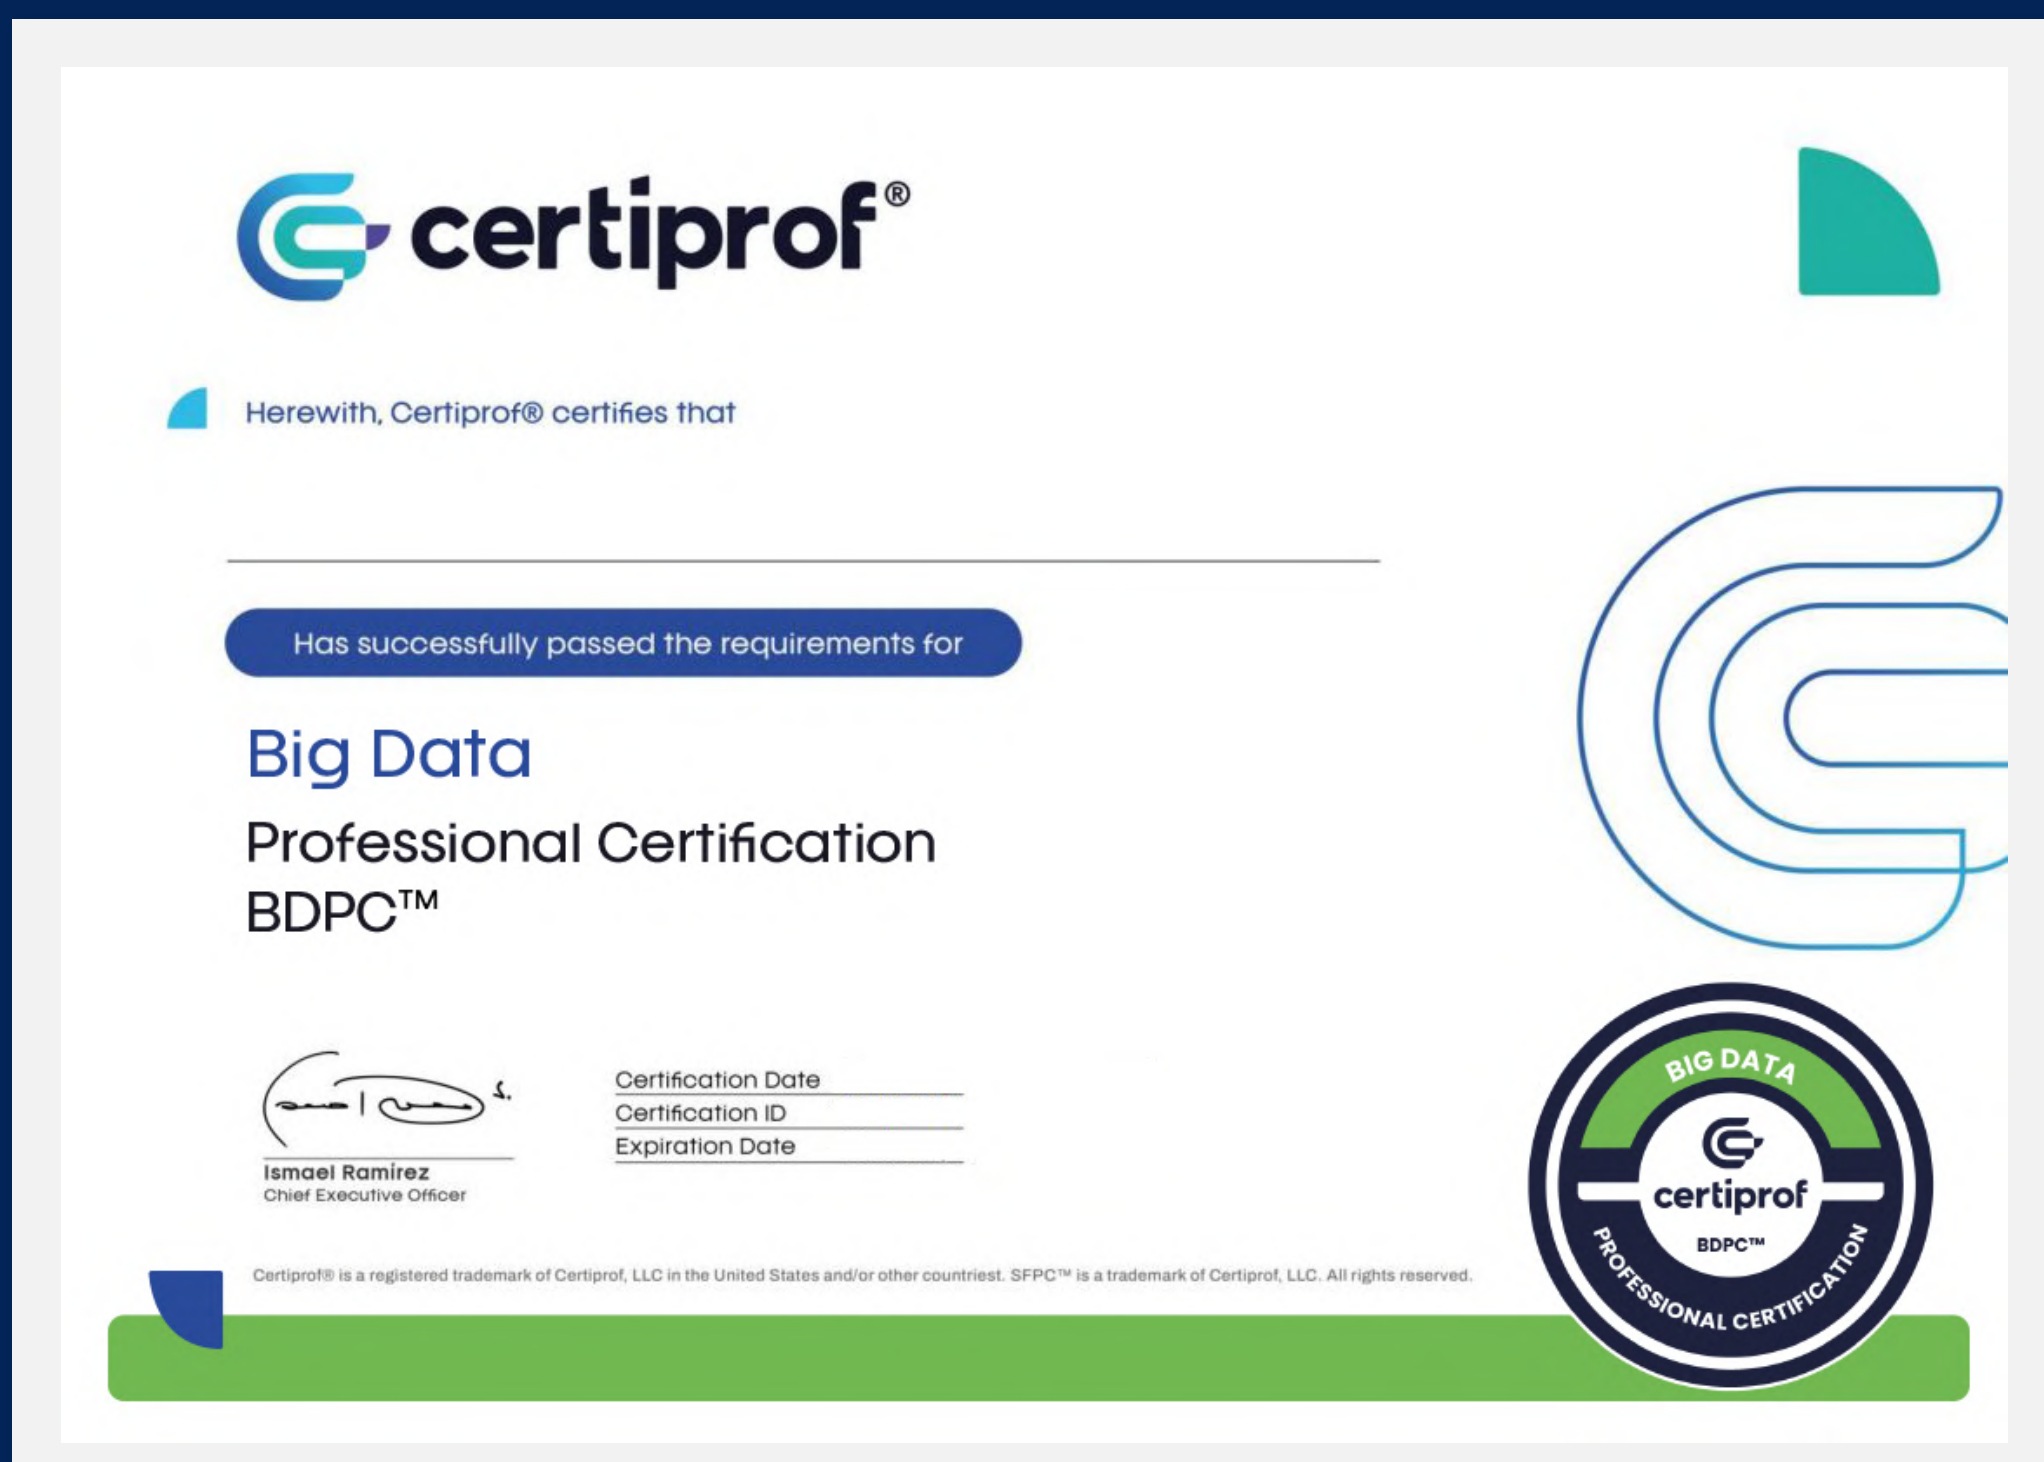 certiprof®
Herewith, Certiprof® certifies that
Has successfully passed the requirements for
Big Data
Professional Certification
BDPC™
Certification Date
Certification ID
Expiration Date
Ismael Ramírez
Chief Executive Officer
Certiprof® is a registered trademark of Certiprof, LLC in the United States and/or other countriest. SFPC™ is a trademark of Certiprof, LLC. All rights reserved.
BIG DATA
certiprof
BDPC™
PROFESSIONAL CERTIFICATION